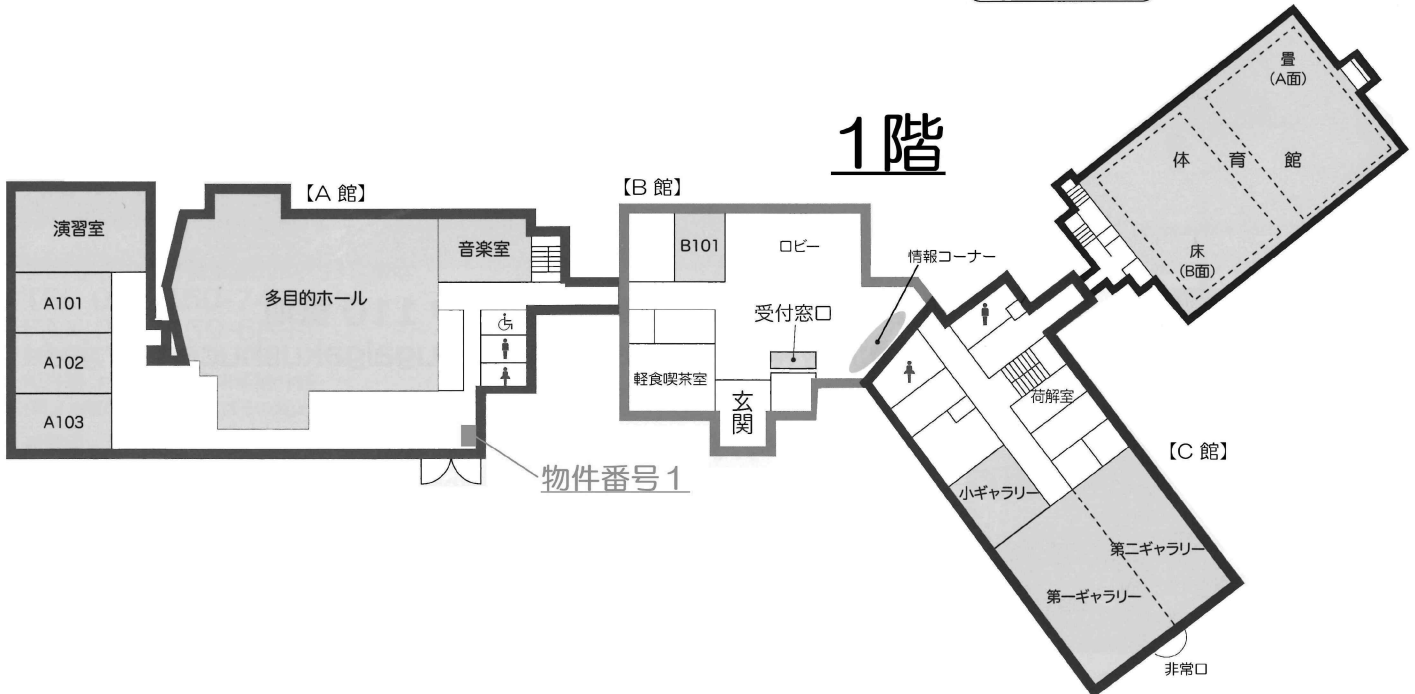 1階
【A 館】
演習室
A101
A102
A103
多目的ホール
音楽室
物件番号1
【B 館】
B101
ロビー
情報コーナー
受付窓口
軽食喫茶室
玄関
【C 館】
荷解室
小ギャラリー
第二ギャラリー
第一ギャラリー
非常口
畳
(A面)
体 育 館
床
(B面)